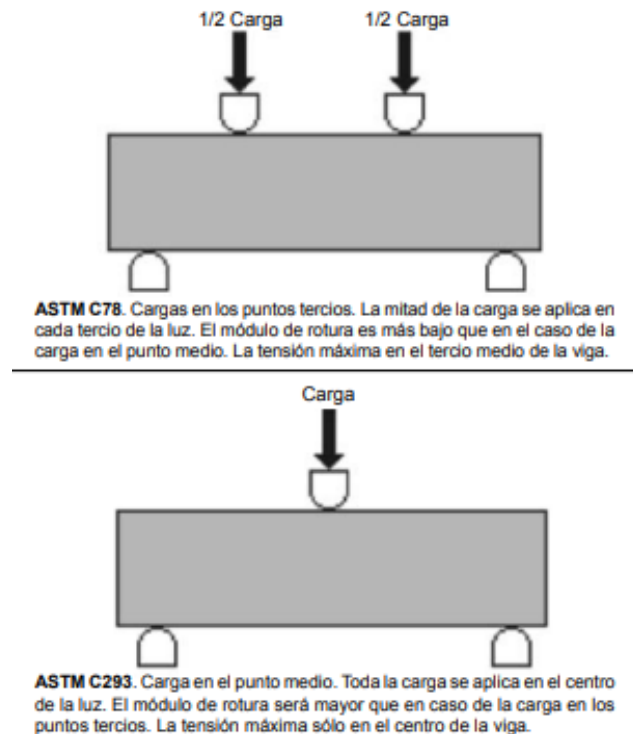 1/2 Carga 1/2 Carga
ASTM C78. Cargas en los puntos tercios. La mitad de la carga se aplica en
cada tercio de la luz. El módulo de rotura es más bajo que en el caso de la
carga en el punto medio. La tensión máxima en el tercio medio de la viga.
Carga
ASTM C293. Carga en el punto medio. Toda la carga se aplica en el centro
de la luz. El módulo de rotura será mayor que en caso de la carga en los
puntos tercios. La tensión máxima sólo en el centro de la viga.